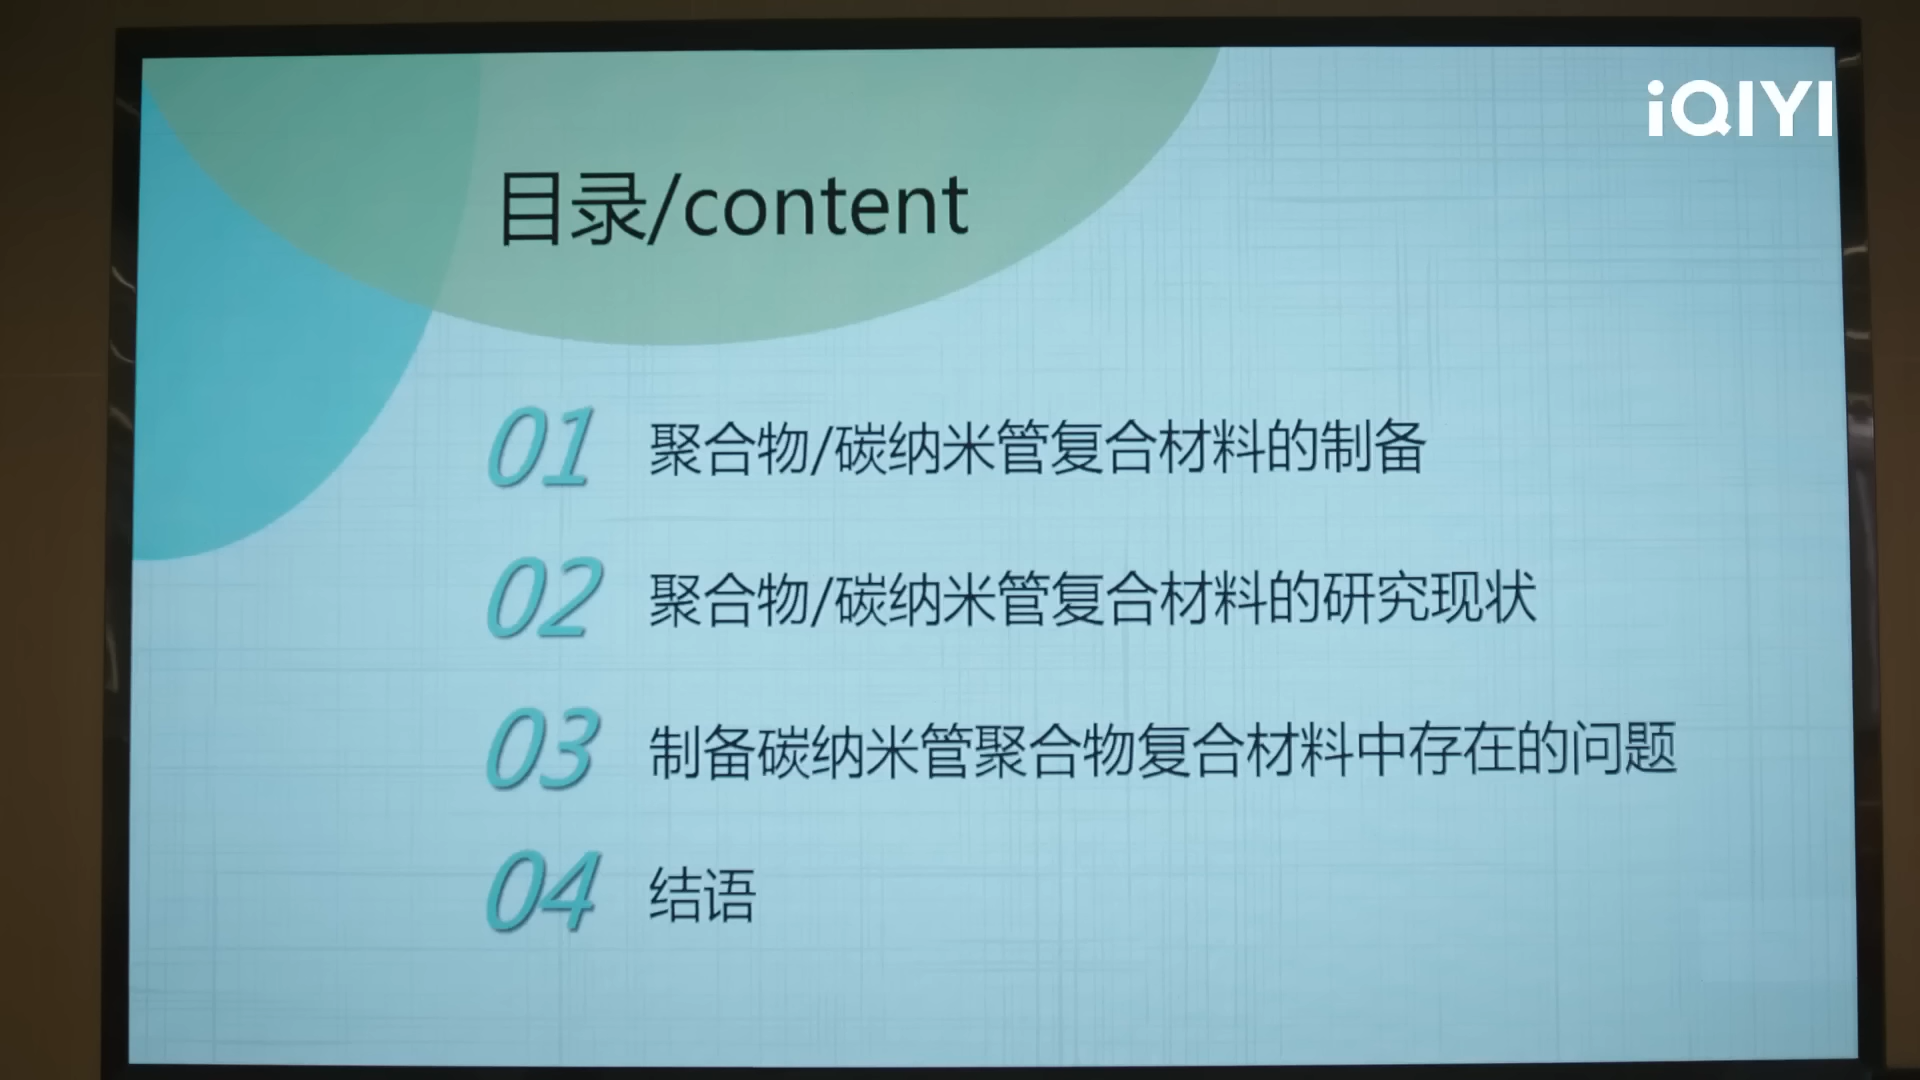 iQIYI
目录/content
01 聚合物/碳纳米管复合材料的制备
02 聚合物/碳纳米管复合材料的研究现状
03 制备碳纳米管聚合物复合材料中存在的问题
04 结语